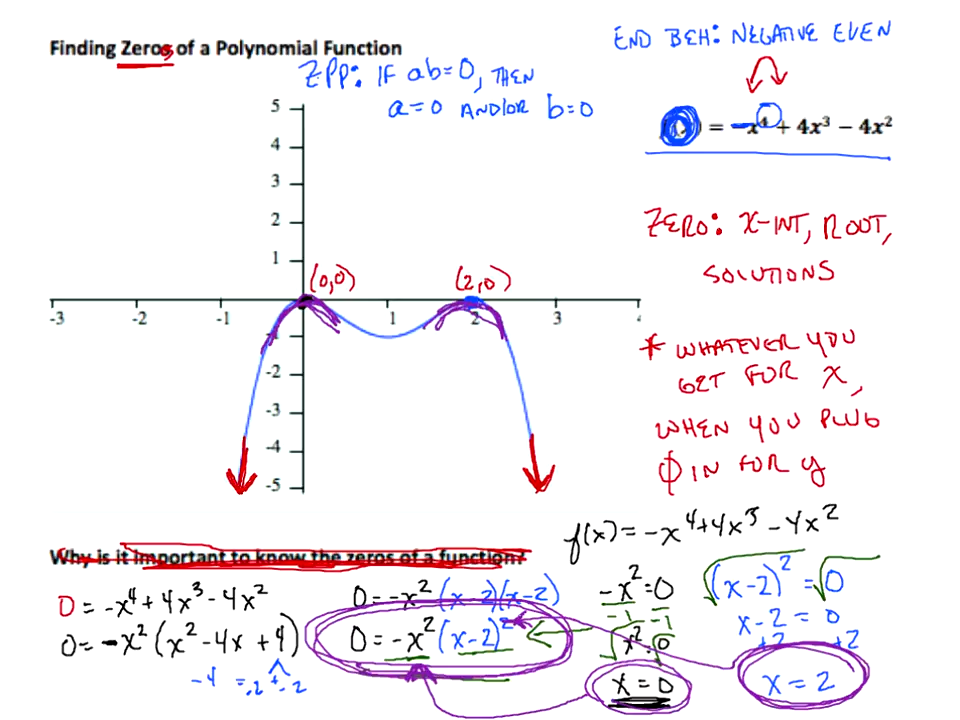 Finding Zeros of a Polynomial Function
END BEH: NEGATIVE EVEN
ZPP: IF ab=0, THEN
a=0 AND/OR b=0
= -x⁴ + 4x³ − 4x²
5
4
3
2
1
(0,0)
(2,0)
-3
-2
-1
1
2
3
-2
-3
-4
-5
ZERO: X-INT, ROOT,
SOLUTIONS
* WHATEVER YOU
GET FOR X,
WHEN YOU PLUG
0 IN FOR y
f(x) = -x⁴+4x³-4x²
Why is it important to know the zeros of a function?
0 = -x⁴+4x³-4x²
0 = -x²(x²-4x+4)
-4 = -2 + -2
0 = -x²(x-2)(x-2)
0 = -x²(x-2)²
-x² = 0
-1 -1
√x² √0
x = 0
√(x-2)² = √0
x-2 = 0
+2 +2
x = 2